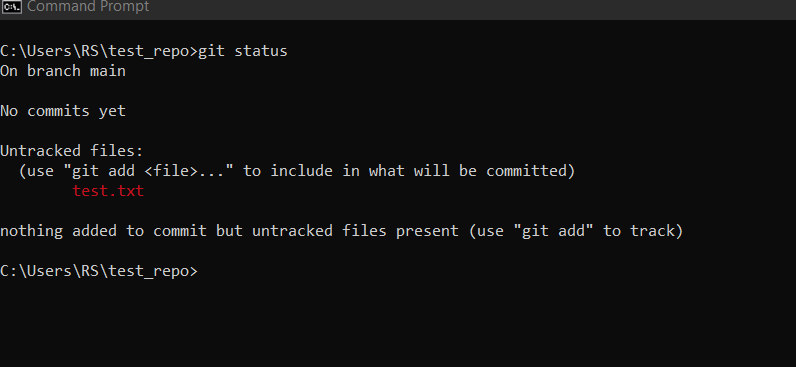 Command Prompt
C:\Users\RS\test_repo>git status
On branch main
No commits yet
Untracked files:
(use "git add <file>..." to include in what will be committed)
test.txt
nothing added to commit but untracked files present (use "git add" to track)
C:\Users\RS\test_repo>